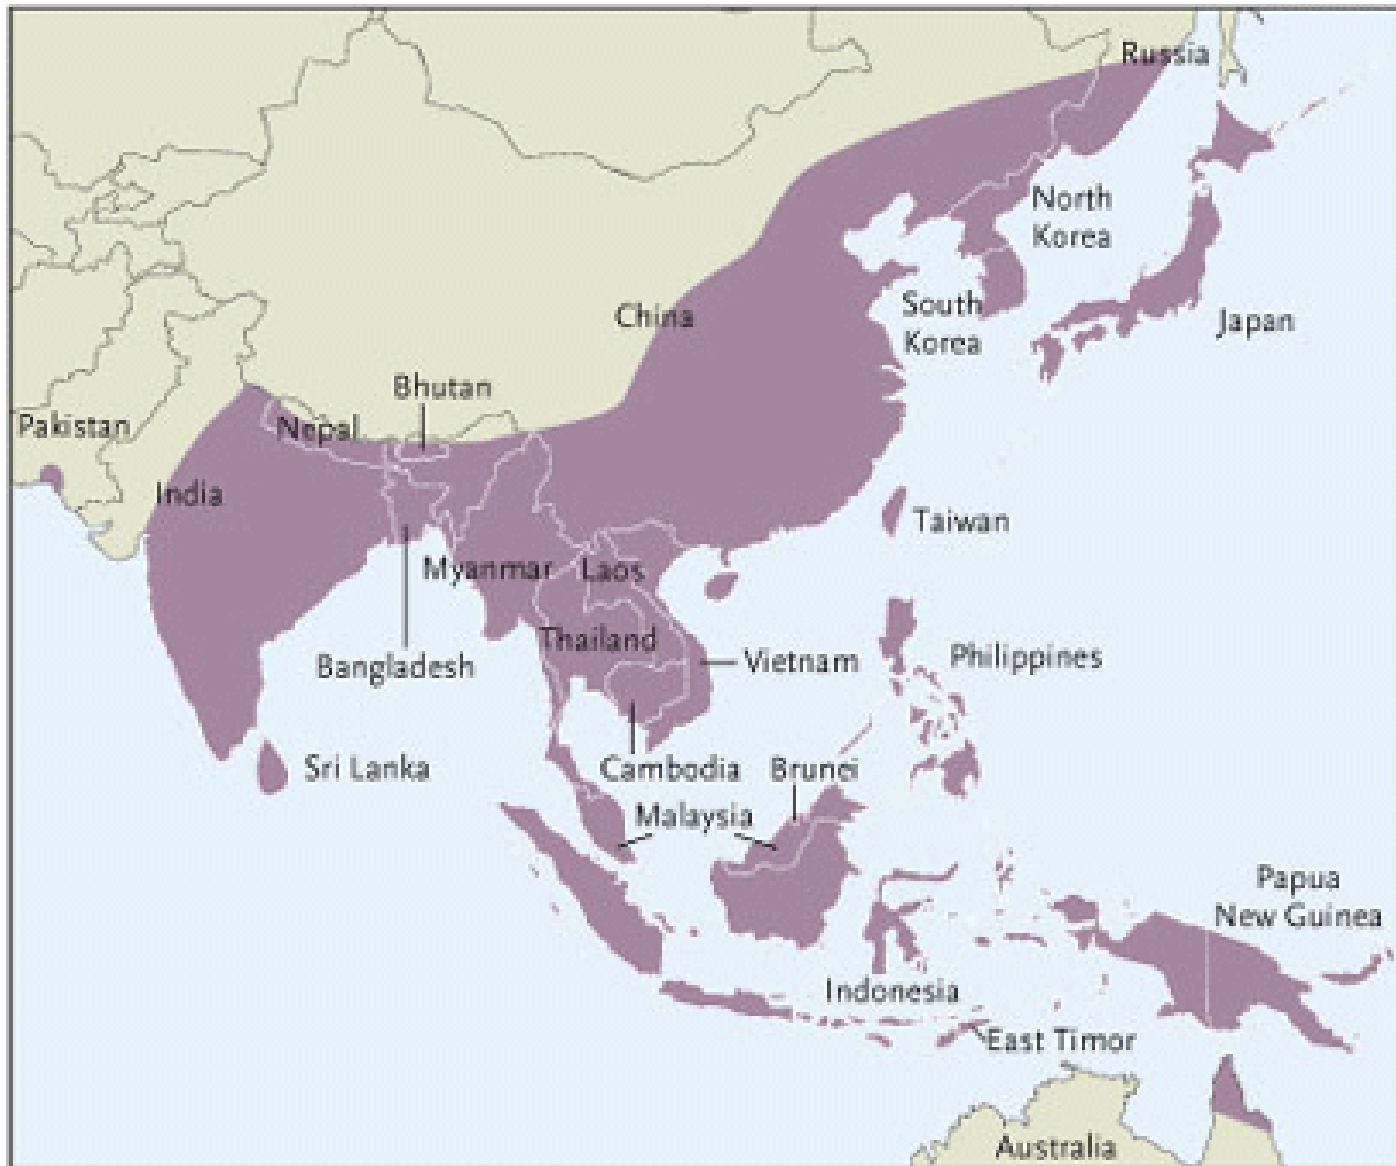 Russia
North
Korea
China
South
Korea
Japan
Bhutan
Pakistan
Nepal
India
Taiwan
Myanmar
Laos
Thailand
Bangladesh
Vietnam
Philippines
Sri Lanka
Cambodia
Brunei
Malaysia
Papua
New Guinea
Indonesia
East Timor
Australia